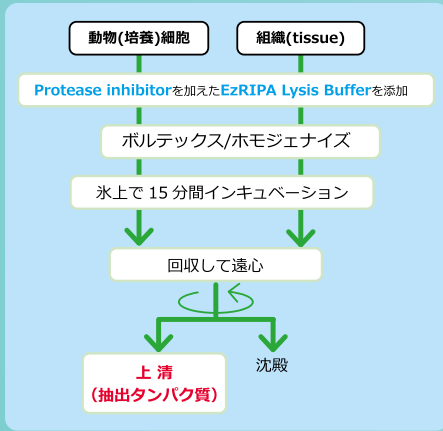 動物(培養)細胞
組織(tissue)
Protease inhibitorを加えたEzRIPA Lysis Bufferを添加
ボルテックス/ホモジェナイズ
氷上で 15 分間インキュベーション
回収して遠心
上 清
(抽出タンパク質)
沈殿